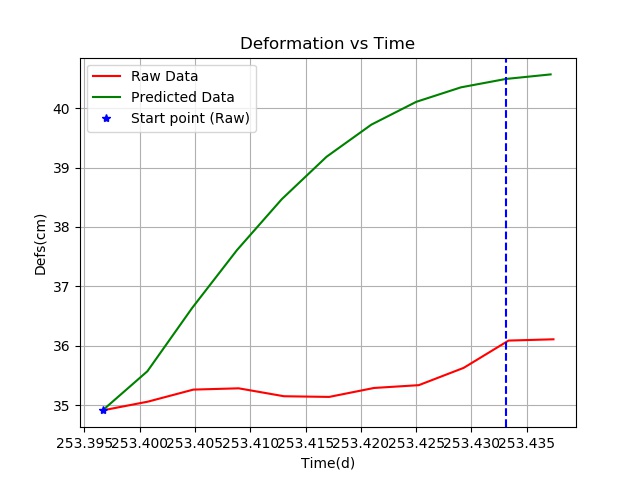 Deformation vs Time
Raw Data
Predicted Data
Start point (Raw)
40
39
38
37
36
35
Defs(cm)
253.395 253.400 253.405 253.410 253.415 253.420 253.425 253.430 253.435
Time(d)